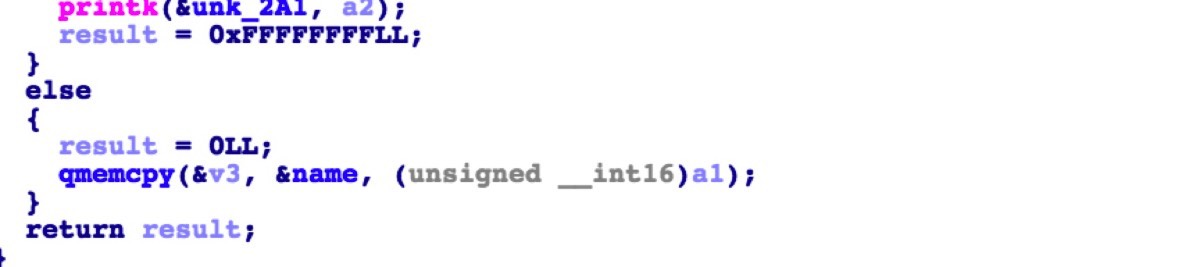 printk(&unk_2A1, a2);
result = 0xFFFFFFFFLL;
}
else
{
result = 0LL;
qmemcpy(&v3, &name, (unsigned __int16)a1);
}
return result;
}